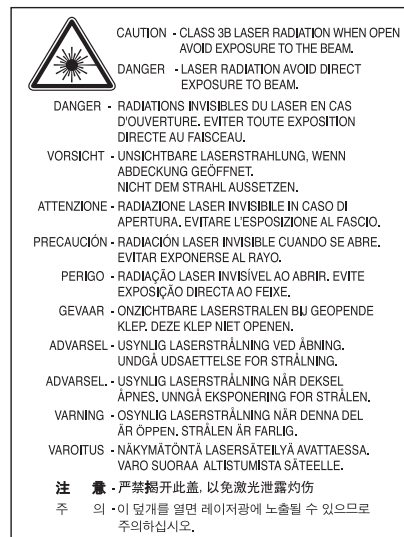 CAUTION - CLASS 3B LASER RADIATION WHEN OPEN
AVOID EXPOSURE TO THE BEAM.
DANGER - LASER RADIATION AVOID DIRECT
EXPOSURE TO BEAM.
DANGER - RADIATIONS INVISIBLES DU LASER EN CAS
D'OUVERTURE. EVITER TOUTE EXPOSITION
DIRECTE AU FAISCEAU.
VORSICHT - UNSICHTBARE LASERSTRAHLUNG, WENN
ABDECKUNG GEÖFFNET.
NICHT DEM STRAHL AUSSETZEN.
ATTENZIONE - RADIAZIONE LASER INVISIBILE IN CASO DI
APERTURA. EVITARE L'ESPOSIZIONE AL FASCIO.
PRECAUCIÓN - RADIACIÓN LASER INVISIBLE CUANDO SE ABRE.
EVITAR EXPONERSE AL RAYO.
PERIGO - RADIAÇÃO LASER INVISÍVEL AO ABRIR. EVITE
EXPOSIÇÃO DIRECTA AO FEIXE.
GEVAAR - ONZICHTBARE LASERSTRALEN BIJ GEOPENDE
KLEP. DEZE KLEP NIET OPENEN.
ADVARSEL - USYNLIG LASERSTRÅLNING VED ÅBNING.
UNDGÅ UDSAETTELSE FOR STRÅLNING.
ADVARSEL. - USYNLIG LASERSTRÅLNING NÅR DEKSEL
ÅPNES. UNNGÅ EKSPONERING FOR STRÅLEN.
VARNING - OSYNLIG LASERSTRÅLNING NÄR DENNA DEL
ÄR ÖPPEN. STRÅLEN ÄR FARLIG.
VAROITUS - NÄKYMÄTÖNTÄ LASERSÄTEILYÄ AVATTAESSA.
VARO SUORAA ALTISTUMISTA SÄTEELLE.
注 意 - 严禁揭开此盖, 以免激光泄露灼伤
주 의 - 이 덮개를 열면 레이저광에 노출될 수 있으므로
주의하십시오.